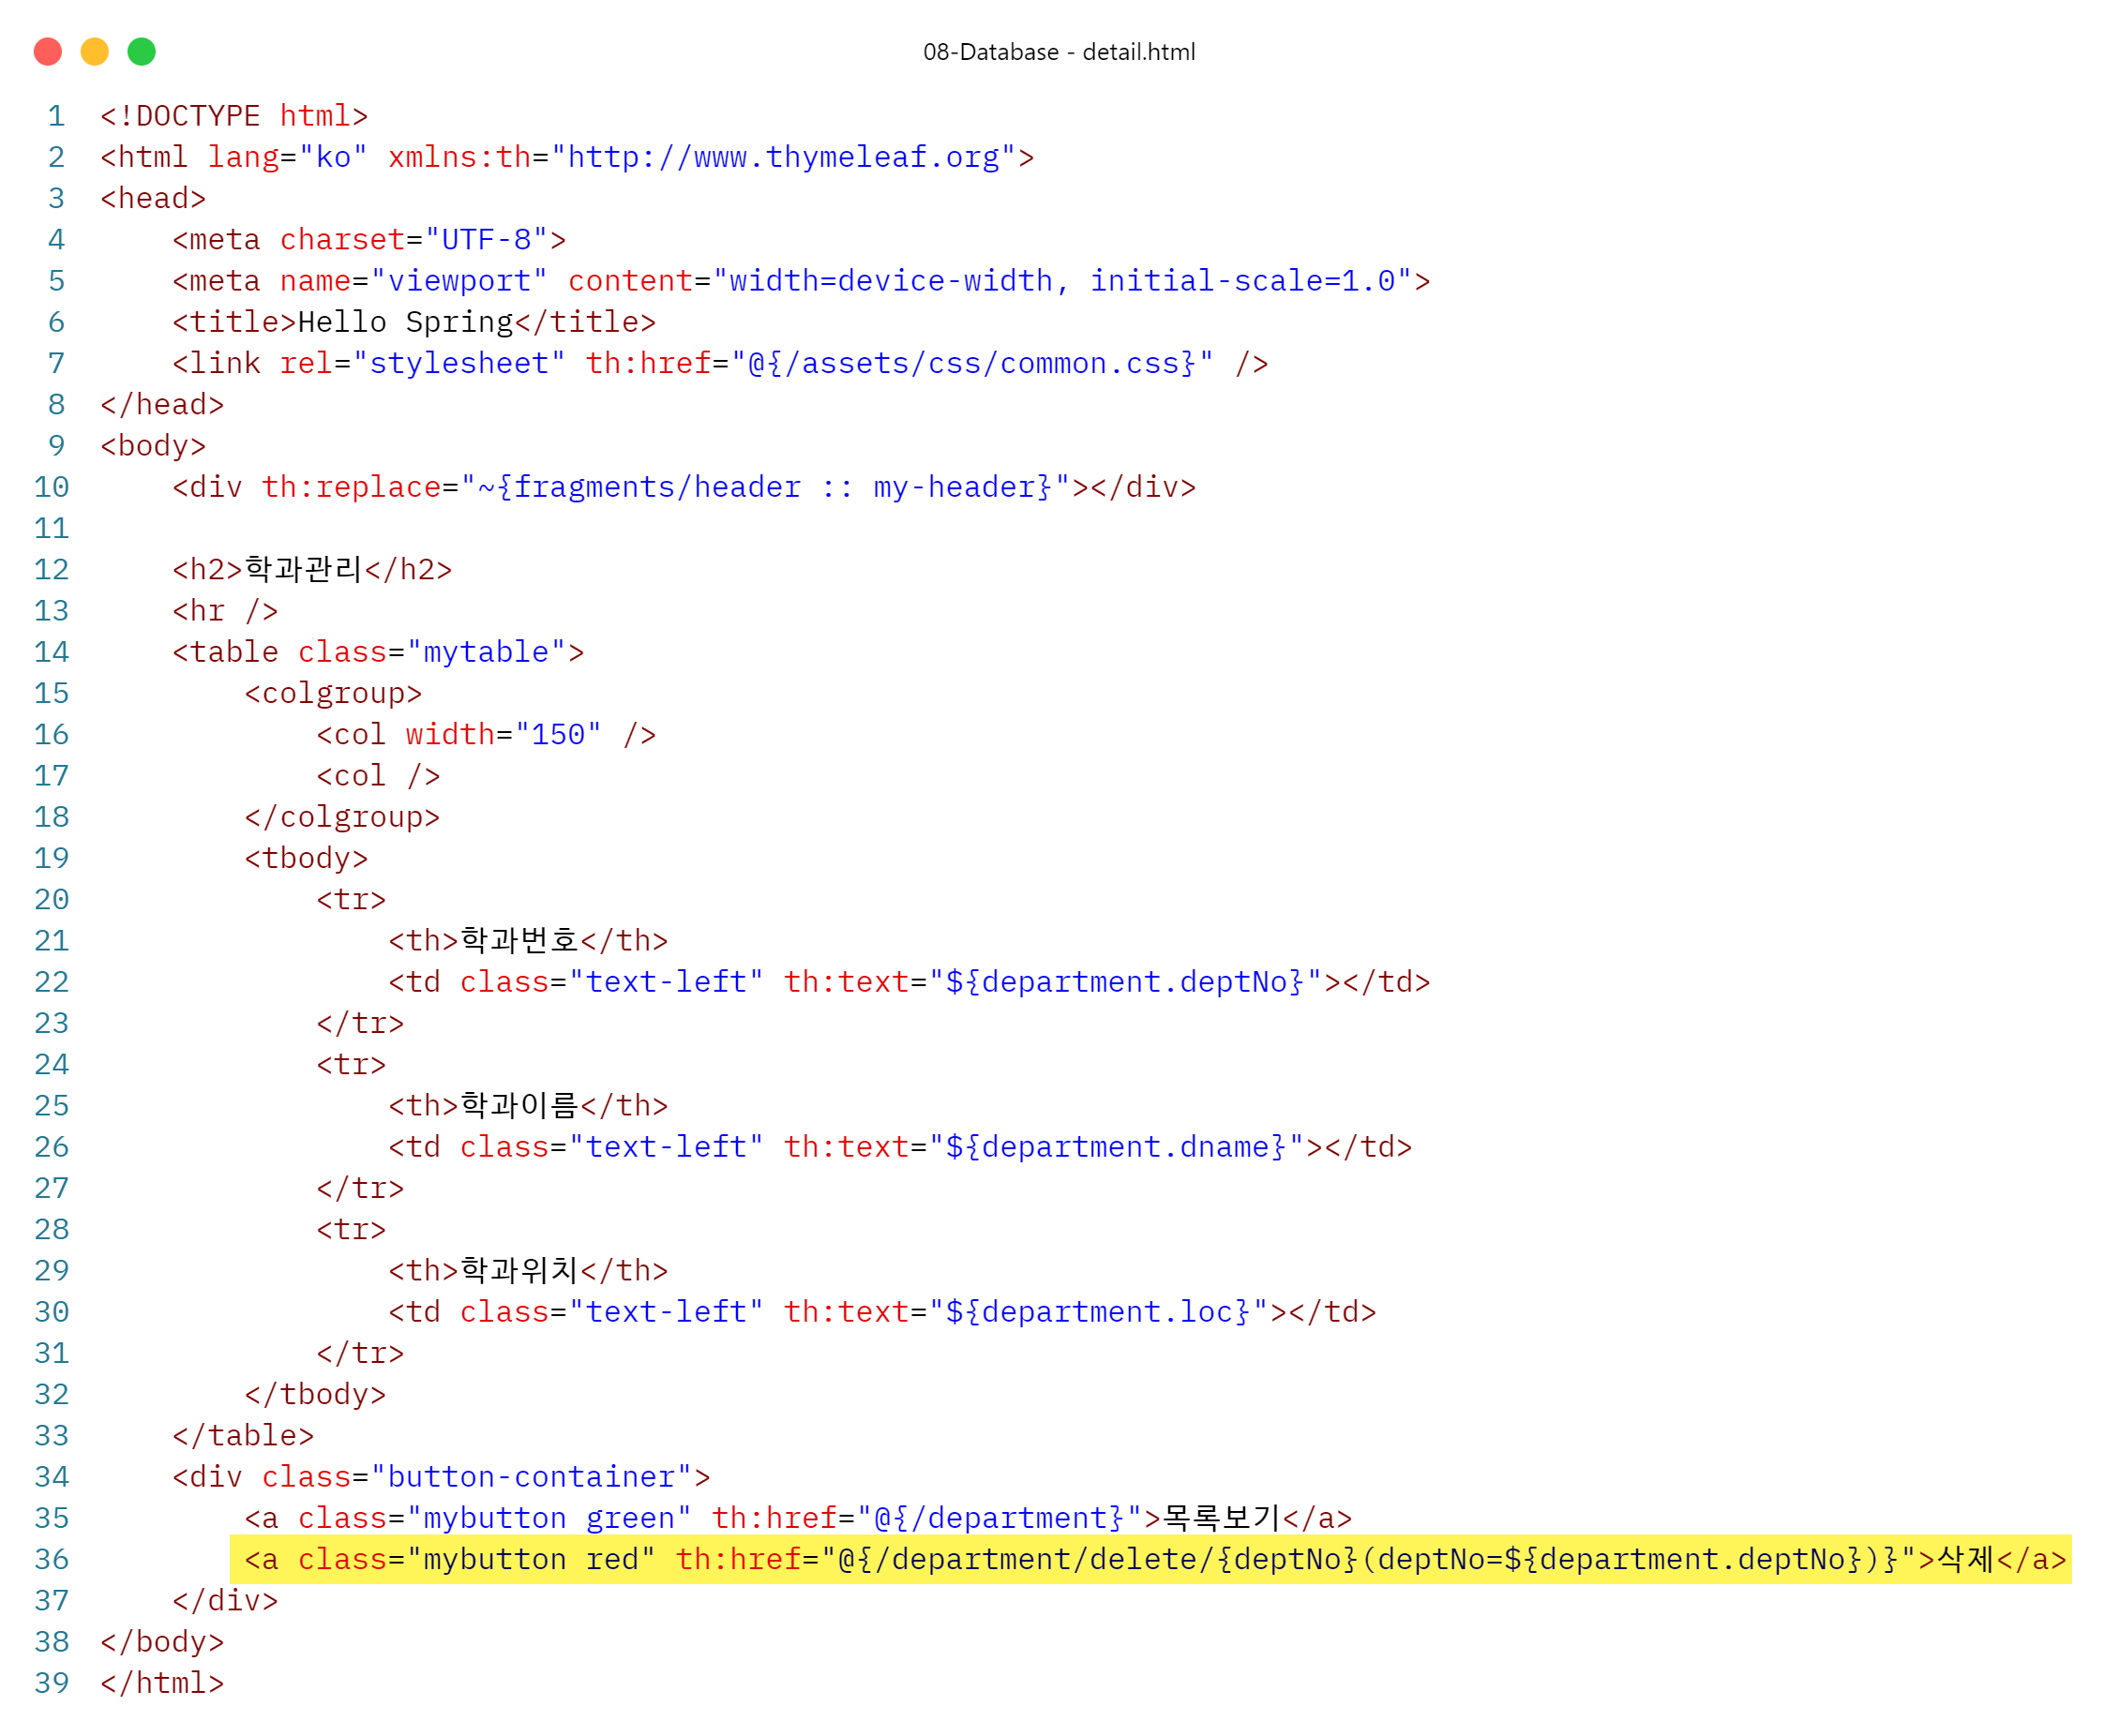 08-Database - detail.html
1 <!DOCTYPE html>
2 <html lang="ko" xmlns:th="http://www.thymeleaf.org">
3 <head>
4     <meta charset="UTF-8">
5     <meta name="viewport" content="width=device-width, initial-scale=1.0">
6     <title>Hello Spring</title>
7     <link rel="stylesheet" th:href="@{/assets/css/common.css}" />
8 </head>
9 <body>
10     <div th:replace="~{fragments/header :: my-header}"></div>
11
12     <h2>학과관리</h2>
13     <hr />
14     <table class="mytable">
15         <colgroup>
16             <col width="150" />
17             <col />
18         </colgroup>
19         <tbody>
20             <tr>
21                 <th>학과번호</th>
22                 <td class="text-left" th:text="${department.deptNo}"></td>
23             </tr>
24             <tr>
25                 <th>학과이름</th>
26                 <td class="text-left" th:text="${department.dname}"></td>
27             </tr>
28             <tr>
29                 <th>학과위치</th>
30                 <td class="text-left" th:text="${department.loc}"></td>
31             </tr>
32         </tbody>
33     </table>
34     <div class="button-container">
35         <a class="mybutton green" th:href="@{/department}">목록보기</a>
36         <a class="mybutton red" th:href="@{/department/delete/{deptNo}(deptNo=${department.deptNo})}">삭제</a>
37     </div>
38 </body>
39 </html>